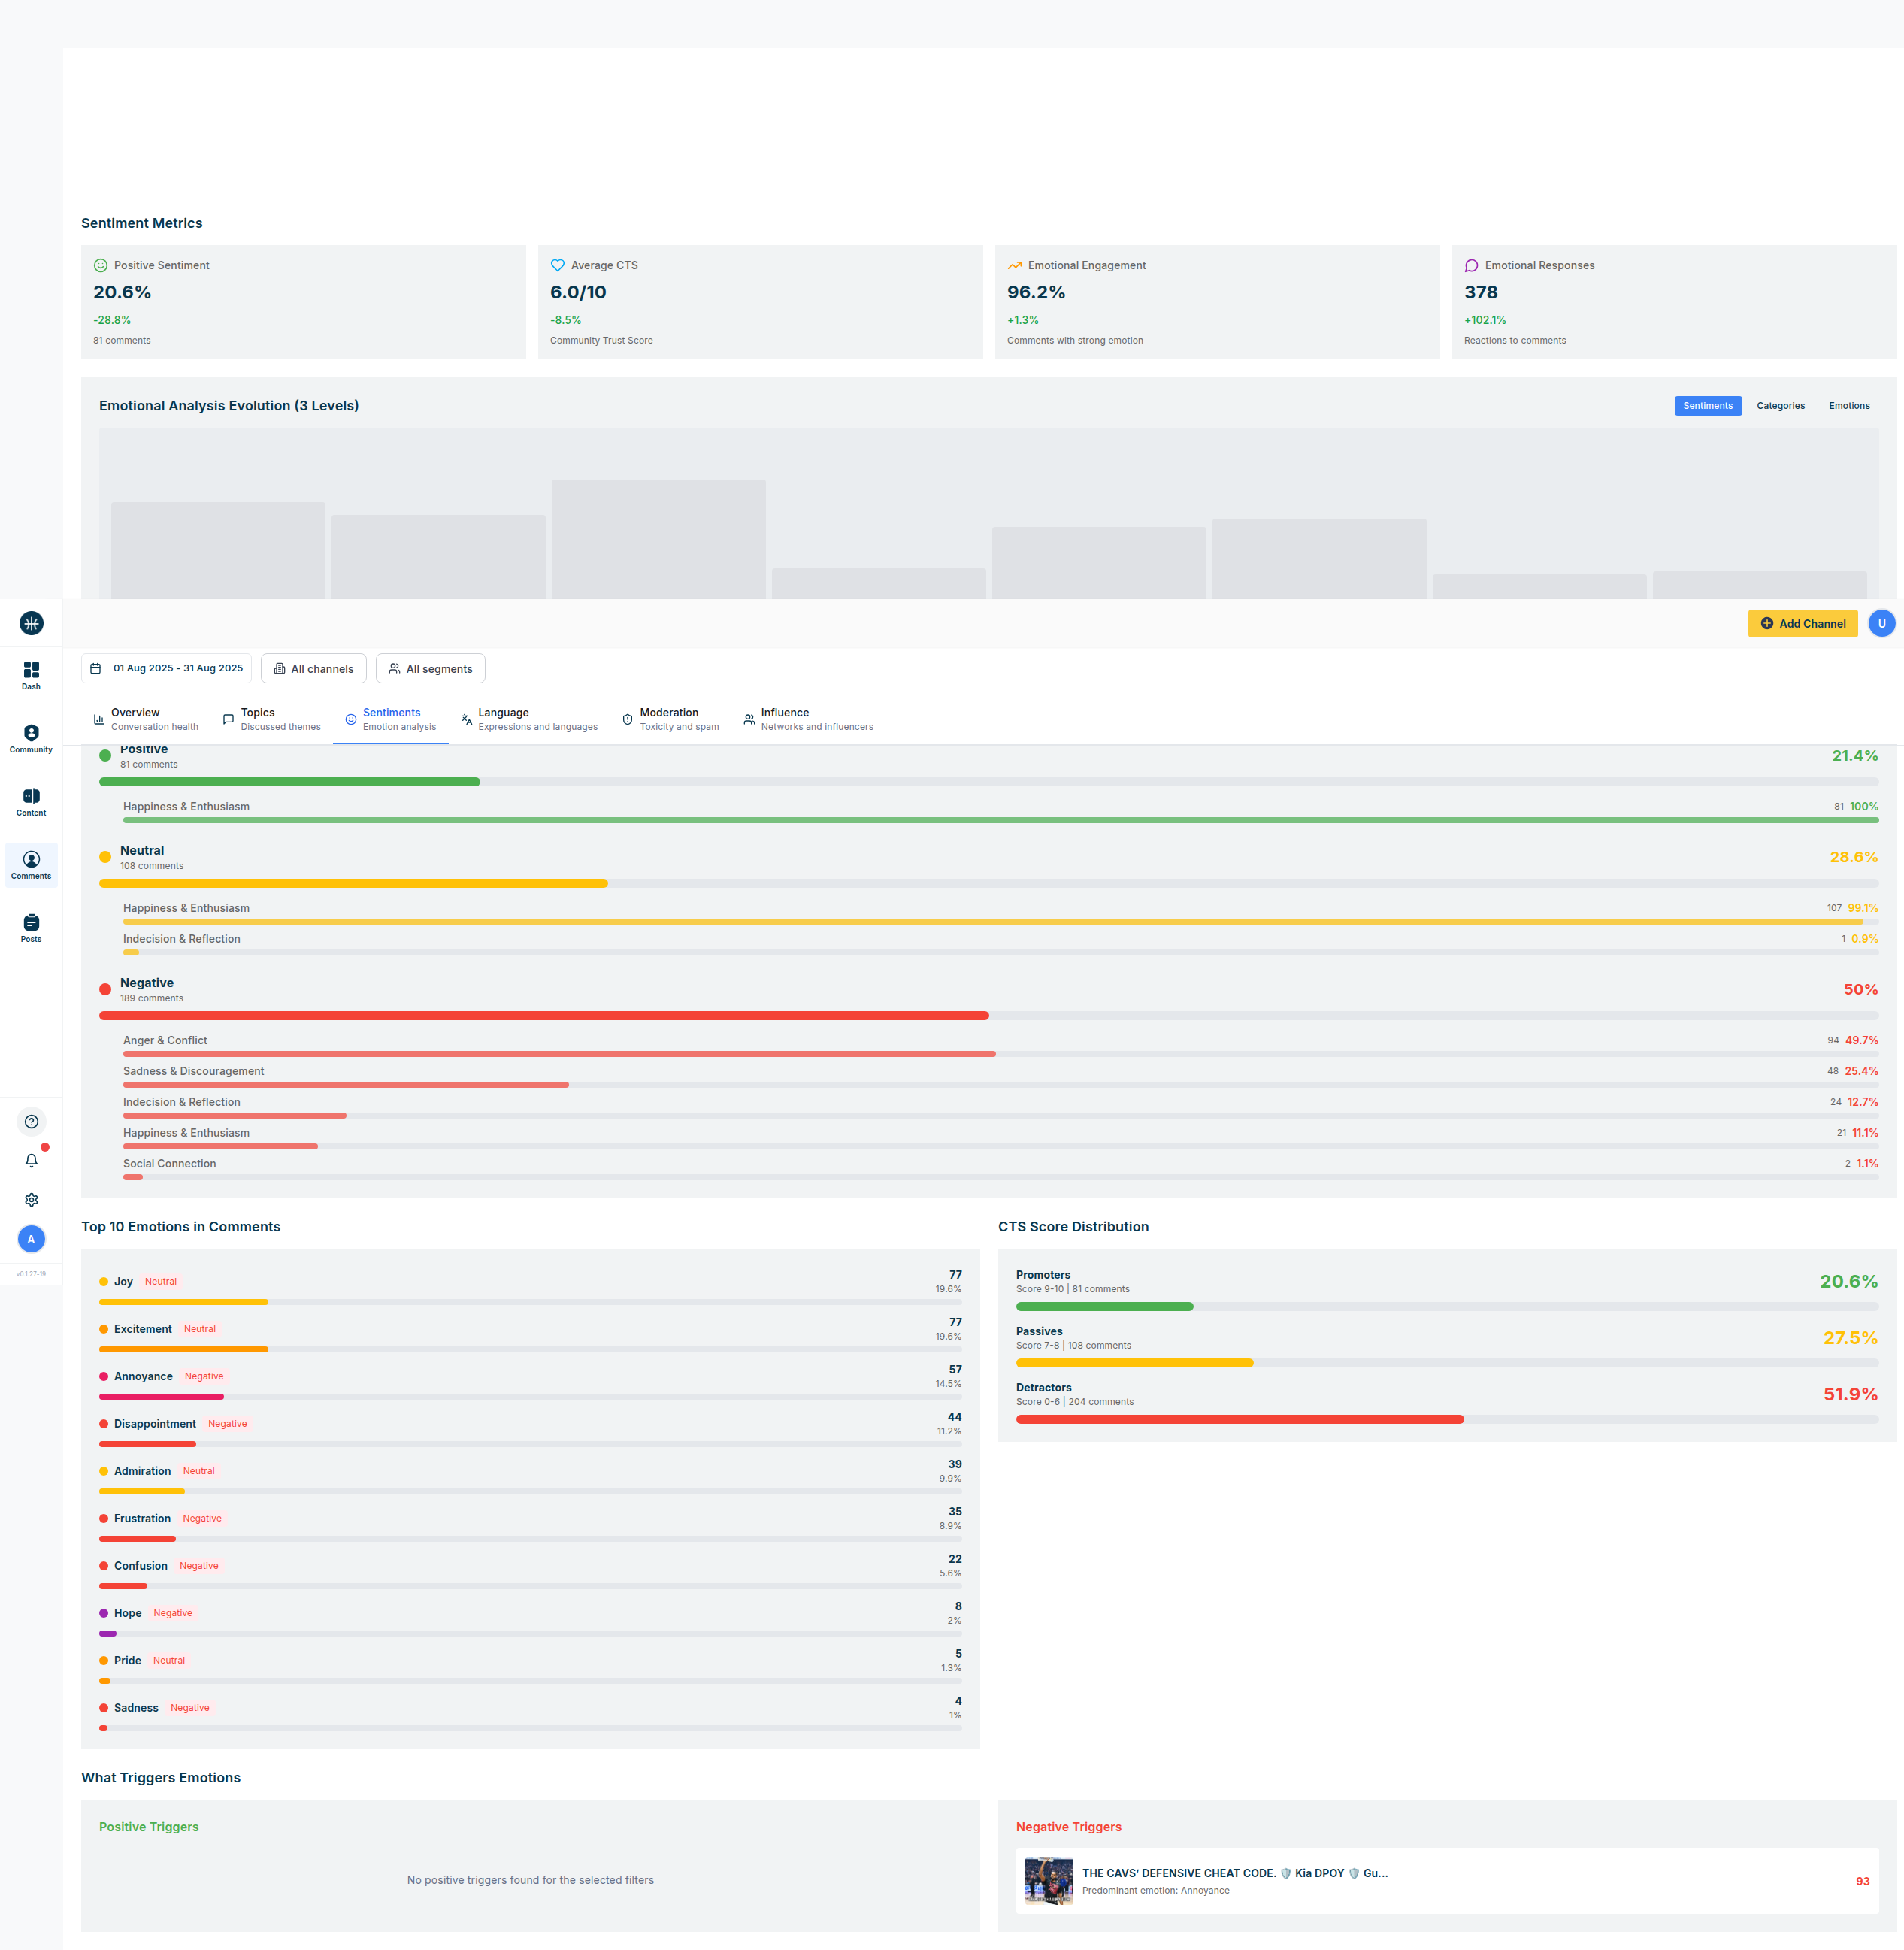 Sentiment Metrics
Positive Sentiment
20.6%
-28.8%
81 comments
Average CTS
6.0/10
-8.5%
Community Trust Score
Emotional Engagement
96.2%
+1.3%
Comments with strong emotion
Emotional Responses
378
+102.1%
Reactions to comments
Emotional Analysis Evolution (3 Levels)
Sentiments
Categories
Emotions
Add Channel
U
Dash
Community
Content
Comments
Posts
A
v0.1.27-19
01 Aug 2025 - 31 Aug 2025
All channels
All segments
Overview
Conversation health
Topics
Discussed themes
Sentiments
Emotion analysis
Language
Expressions and languages
Moderation
Toxicity and spam
Influence
Networks and influencers
Positive
81 comments
21.4%
Happiness & Enthusiasm
81 100%
Neutral
108 comments
28.6%
Happiness & Enthusiasm
107 99.1%
Indecision & Reflection
1 0.9%
Negative
189 comments
50%
Anger & Conflict
94 49.7%
Sadness & Discouragement
48 25.4%
Indecision & Reflection
24 12.7%
Happiness & Enthusiasm
21 11.1%
Social Connection
2 1.1%
Top 10 Emotions in Comments
Joy Neutral
77
19.6%
Excitement Neutral
77
19.6%
Annoyance Negative
57
14.5%
Disappointment Negative
44
11.2%
Admiration Neutral
39
9.9%
Frustration Negative
35
8.9%
Confusion Negative
22
5.6%
Hope Negative
8
2%
Pride Neutral
5
1.3%
Sadness Negative
4
1%
CTS Score Distribution
Promoters
Score 9-10 | 81 comments
20.6%
Passives
Score 7-8 | 108 comments
27.5%
Detractors
Score 0-6 | 204 comments
51.9%
What Triggers Emotions
Positive Triggers
No positive triggers found for the selected filters
Negative Triggers
THE CAVS' DEFENSIVE CHEAT CODE. 🛡️ Kia DPOY 🛡️ Gu...
Predominant emotion: Annoyance
93